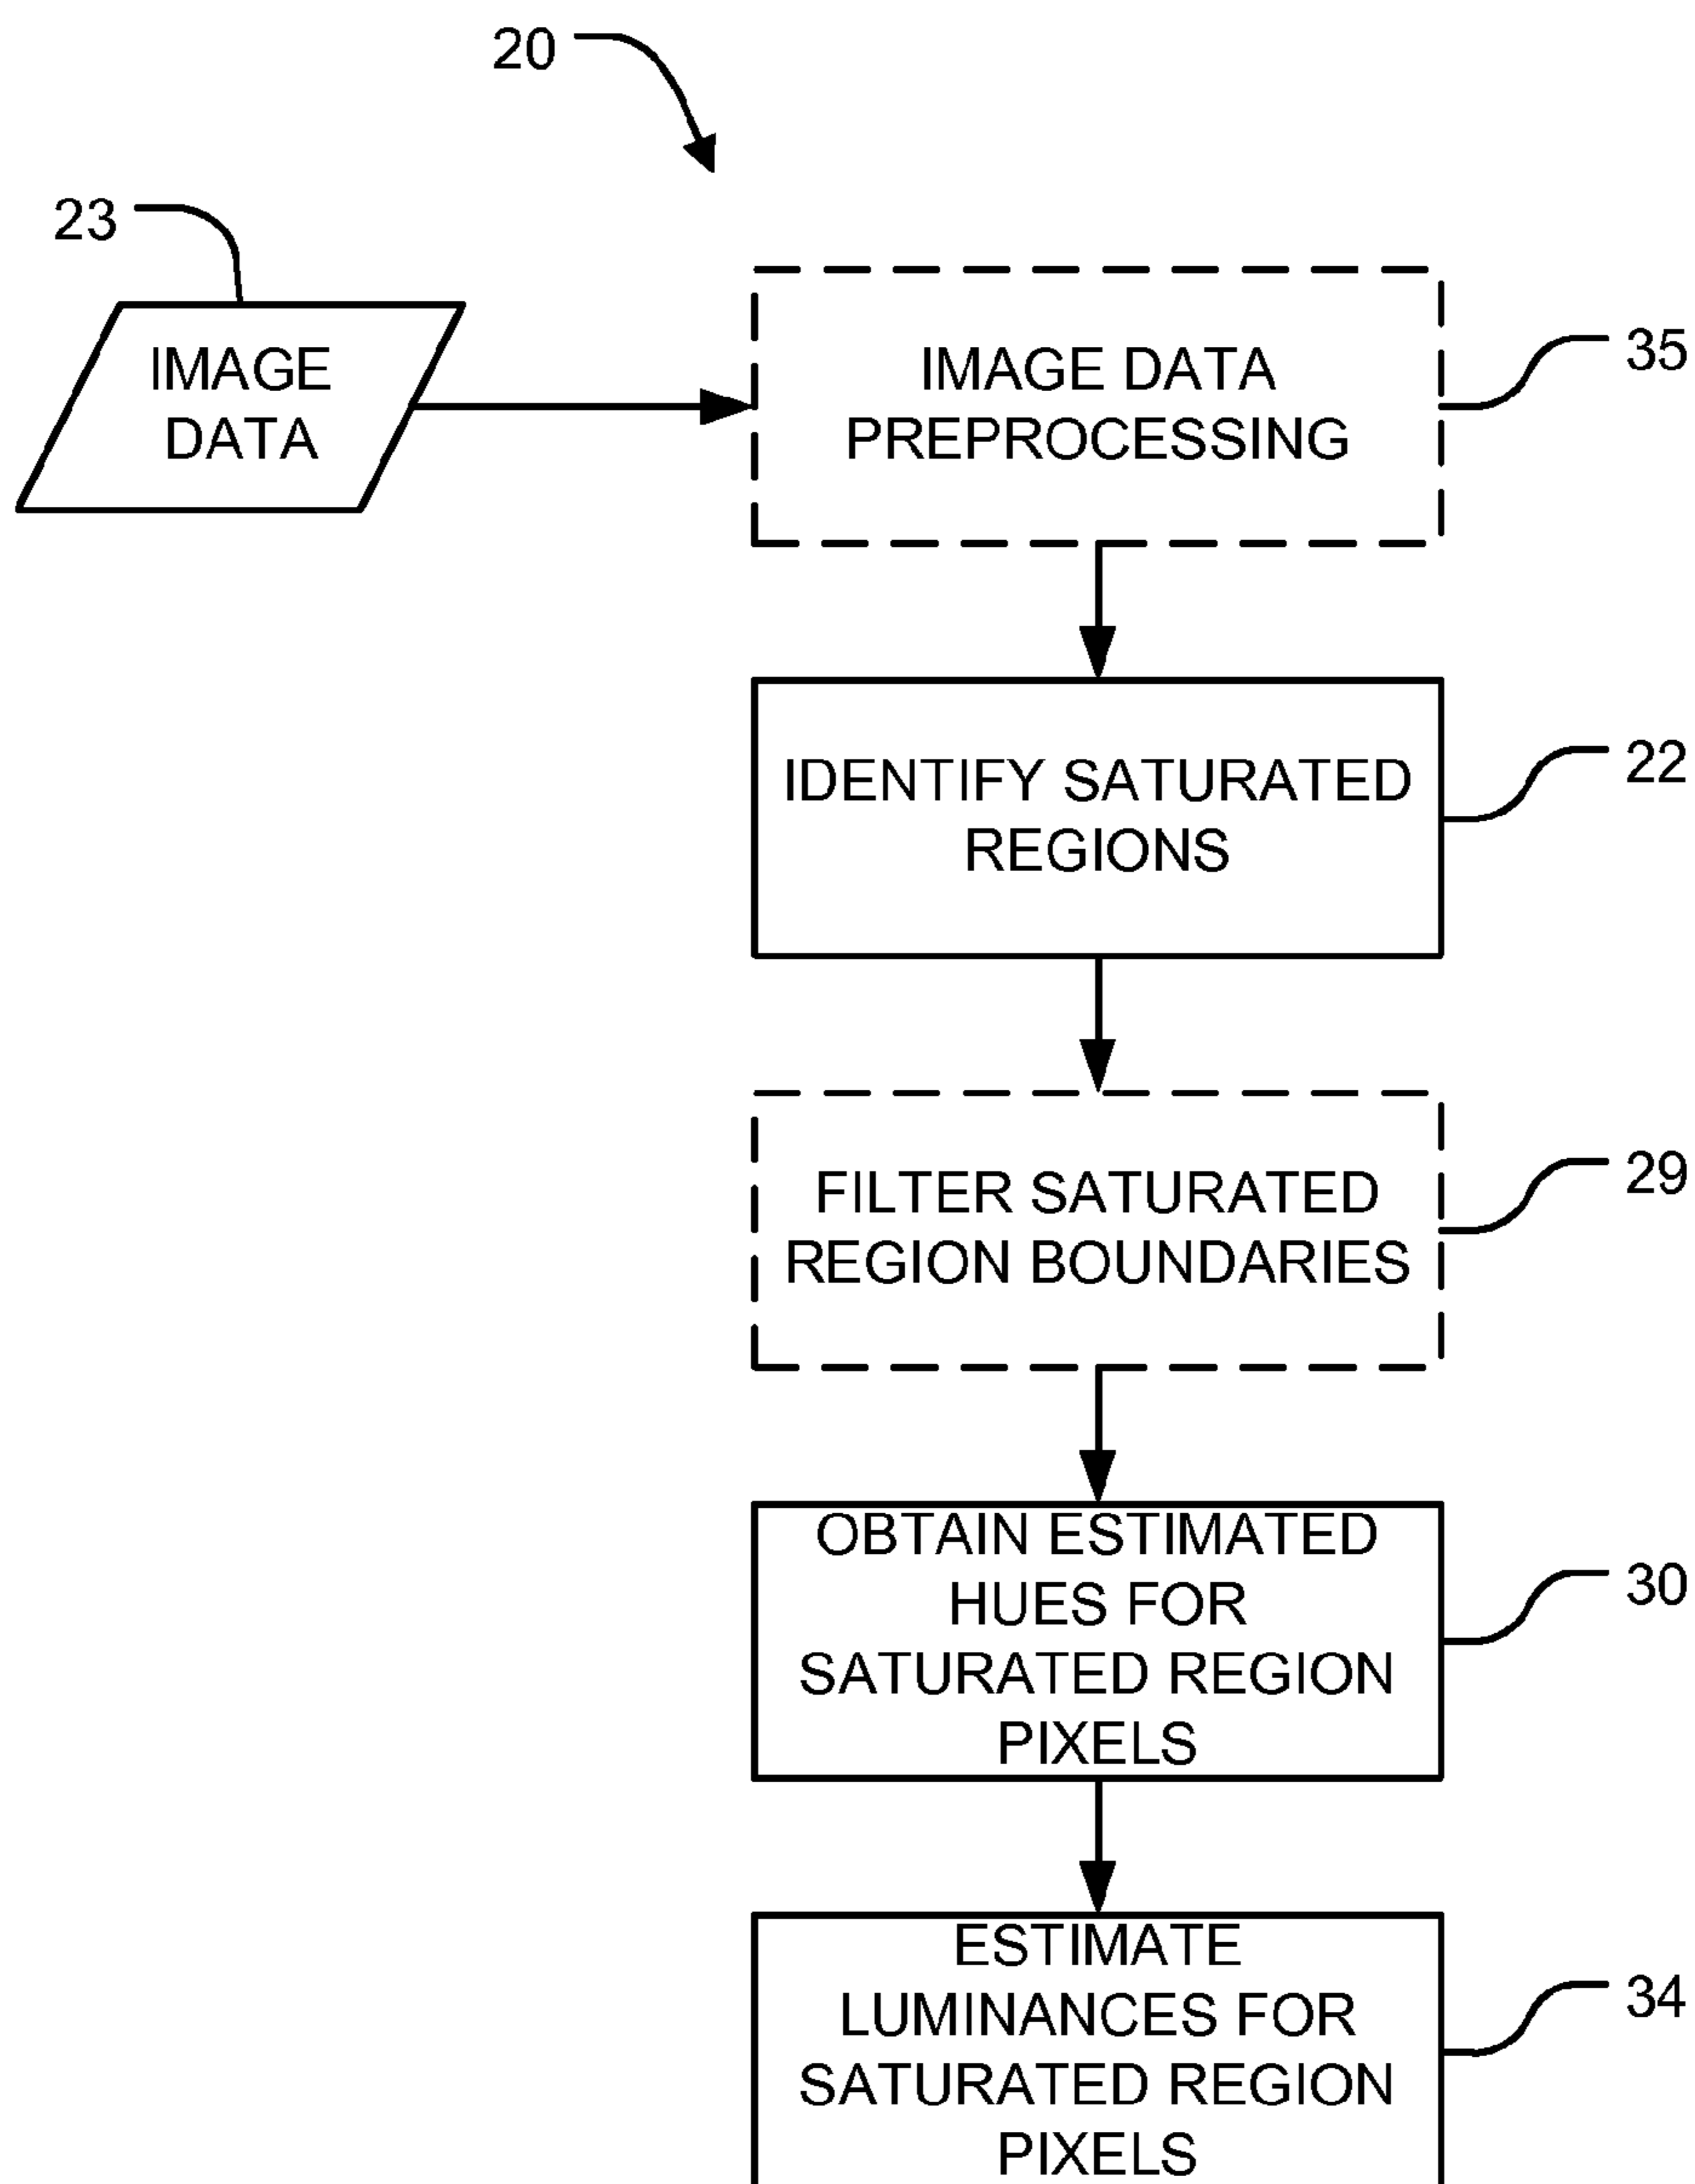 20
23
IMAGE
DATA
IMAGE DATA
PREPROCESSING
35
IDENTIFY SATURATED
REGIONS
22
FILTER SATURATED
REGION BOUNDARIES
29
OBTAIN ESTIMATED
HUES FOR
SATURATED REGION
PIXELS
30
ESTIMATE
LUMINANCES FOR
SATURATED REGION
PIXELS
34